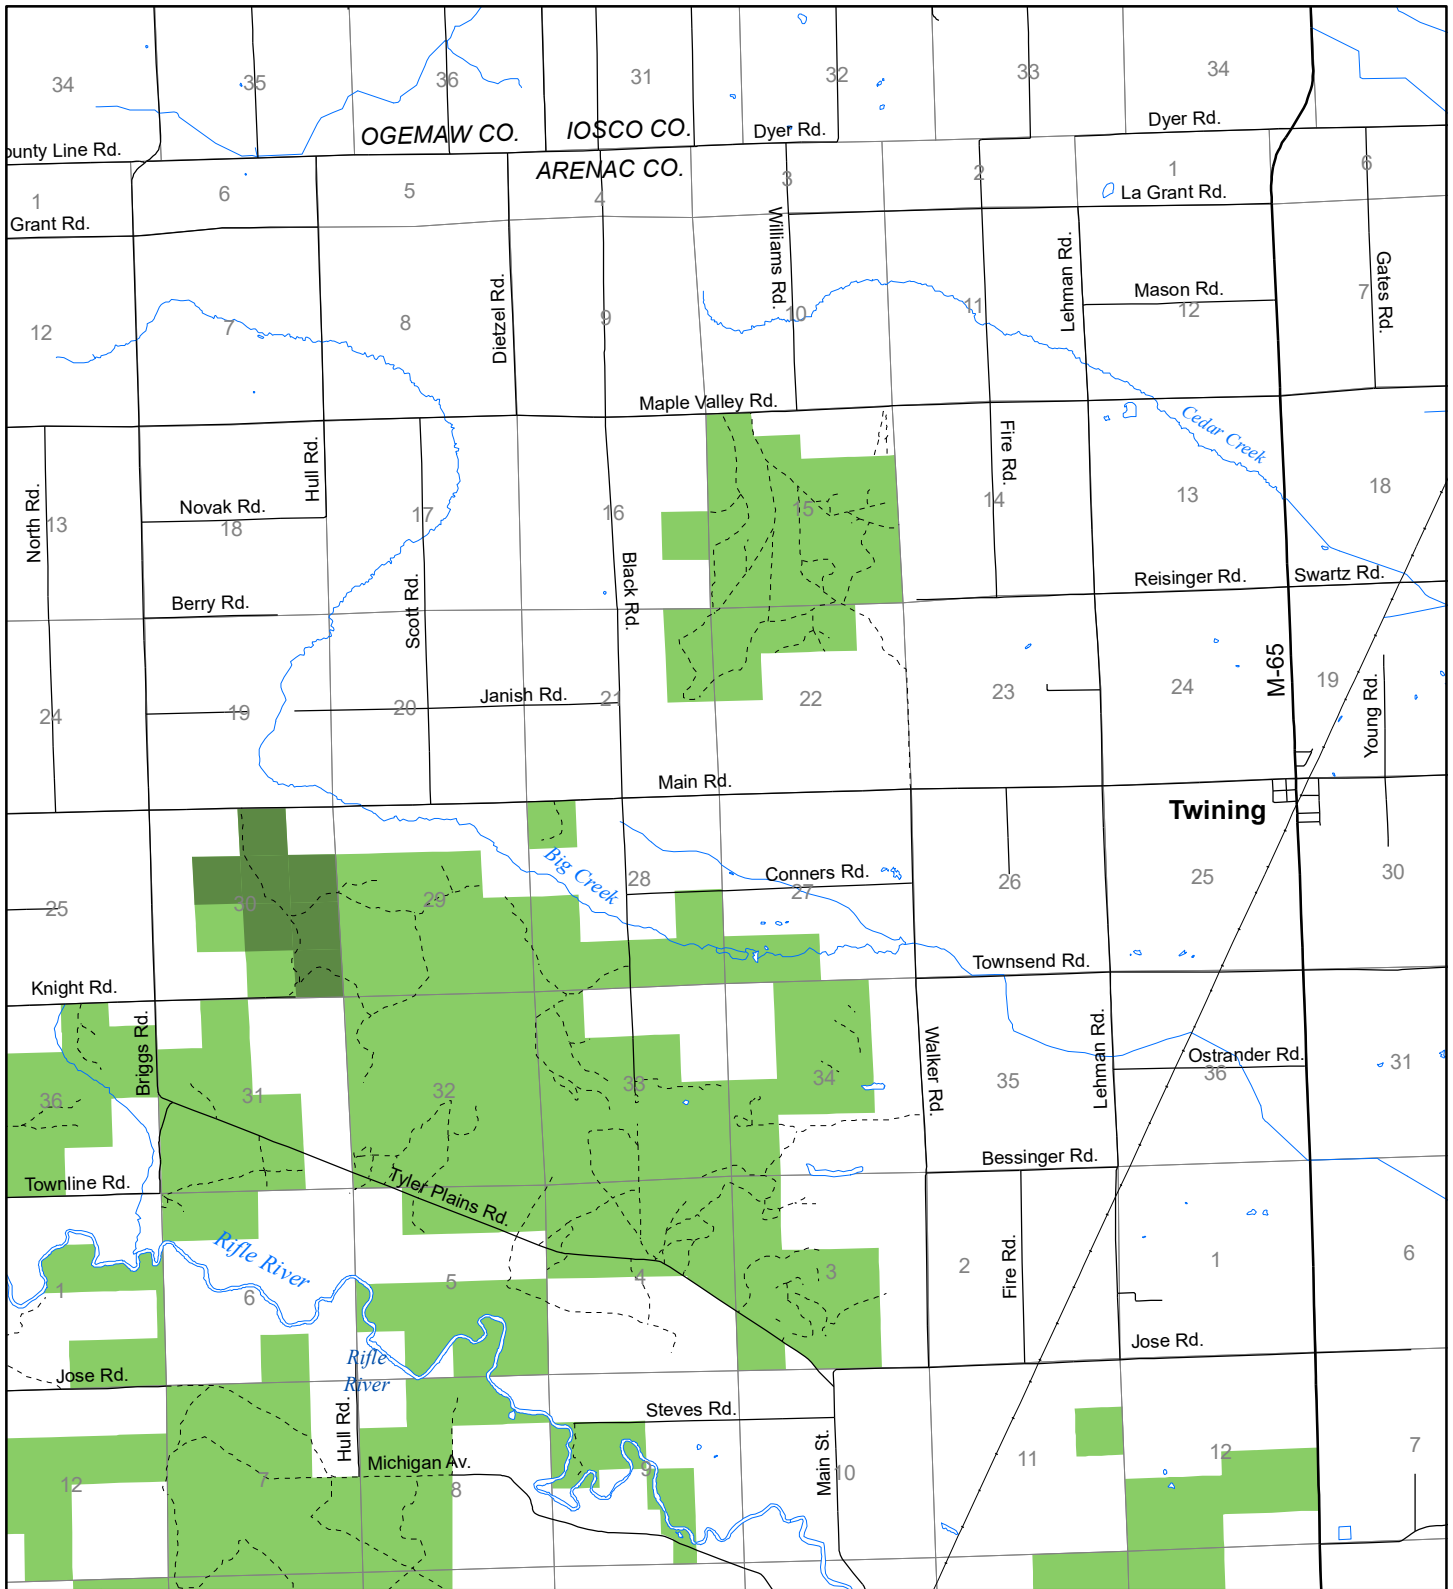 34
35
36
31
32
33
34
OGEMAW CO.
IOSCO CO.
Dyer Rd.
Dyer Rd.
ounty Line Rd.
ARENAC CO.
1
6
5
4
3
2
1
6
La Grant Rd.
Grant Rd.
Williams Rd.
Lehman Rd.
Gates Rd.
Dietzel Rd.
Mason Rd.
12
7
8
9
10
11
12
7
Maple Valley Rd.
Cedar Creek
Hull Rd.
Fire Rd.
North Rd.
Novak Rd.
13
18
17
16
15
14
13
18
Black Rd.
Scott Rd.
Berry Rd.
Reisinger Rd.
Swartz Rd.
M-65
Young Rd.
Janish Rd.
24
19
20
21
22
23
24
19
Main Rd.
Twining
Big Creek
Conners Rd.
25
30
29
28
27
26
25
30
Townsend Rd.
Knight Rd.
Briggs Rd.
Walker Rd.
Lehman Rd.
Ostrander Rd.
36
31
32
33
34
35
36
31
Bessinger Rd.
Townline Rd.
Tyler Plains Rd.
Rifle River
Fire Rd.
1
6
5
4
3
2
1
6
Jose Rd.
Rifle
River
Jose Rd.
Hull Rd.
Steves Rd.
Main St.
Michigan Av.
12
7
8
9
10
11
12
7